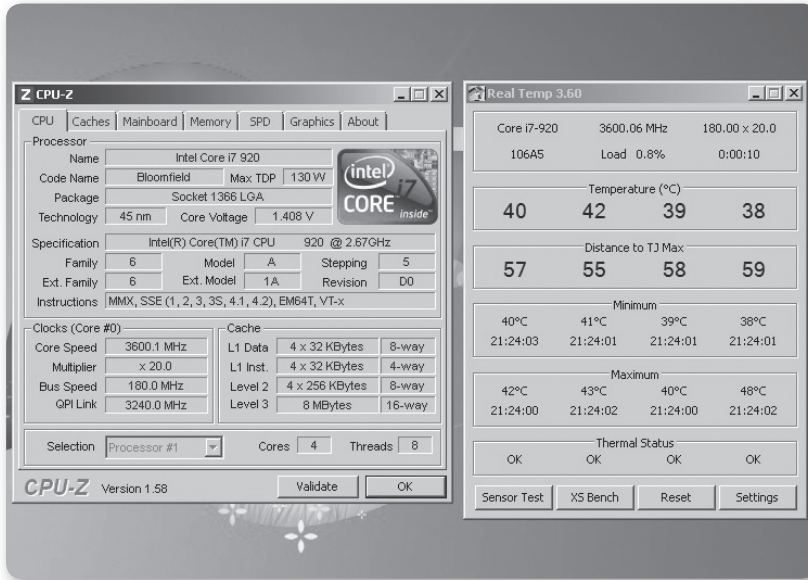 CPU-Z
CPU Caches Mainboard Memory SPD Graphics About
Processor
Name Intel Core i7 920
Code Name Bloomfield Max TDP 130 W
Package Socket 1366 LGA
Technology 45 nm Core Voltage 1.408 V
intel
CORE i7
inside™
Specification Intel(R) Core(TM) i7 CPU 920 @ 2.67GHz
Family 6 Model A Stepping 5
Ext. Family 6 Ext. Model 1A Revision D0
Instructions MMX, SSE (1, 2, 3, 3S, 4.1, 4.2), EM64T, VT-x
Clocks (Core #0)
Core Speed 3600.1 MHz
Multiplier x 20.0
Bus Speed 180.0 MHz
QPI Link 3240.0 MHz
Cache
L1 Data 4 x 32 KBytes 8-way
L1 Inst. 4 x 32 KBytes 4-way
Level 2 4 x 256 KBytes 8-way
Level 3 8 MBytes 16-way
Selection Processor #1 Cores 4 Threads 8
CPU-Z Version 1.58 Validate OK
Real Temp 3.60
Core i7-920 3600.06 MHz 180.00 x 20.0
106A5 Load 0.8% 0:00:10
Temperature (°C)
40 42 39 38
Distance to TJ Max
57 55 58 59
Minimum
40°C 41°C 39°C 38°C
21:24:03 21:24:01 21:24:01 21:24:01
Maximum
42°C 43°C 40°C 48°C
21:24:00 21:24:02 21:24:00 21:24:02
Thermal Status
OK OK OK OK
Sensor Test XS Bench Reset Settings